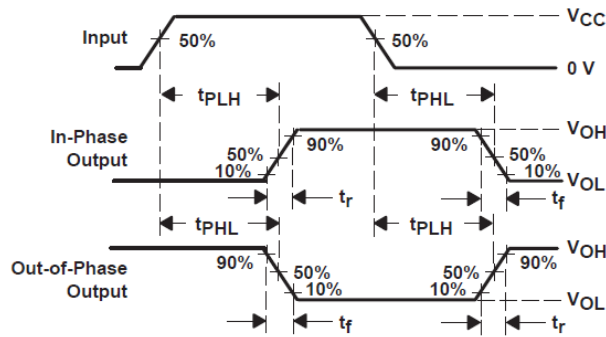 VCC
Input 50% 50%
0 V
tPLH tPHL
In-Phase VOH
Output 90% 90%
50% 50%
10% 10%
VOL
tr tf
tPHL tPLH
VOH
Out-of-Phase 90% 90%
Output 50% 50%
10% 10%
VOL
tf tr